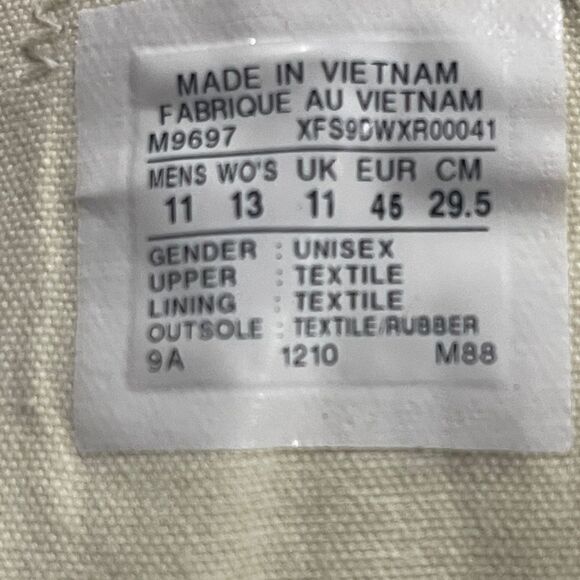 MADE IN VIETNAM
FABRIQUE AU VIETNAM
M9697 XFS9DWXR00041
MENS WO'S UK EUR CM
11 13 11 45 29.5
GENDER : UNISEX
UPPER : TEXTILE
LINING : TEXTILE
OUTSOLE : TEXTILE/RUBBER
9A 1210 M88